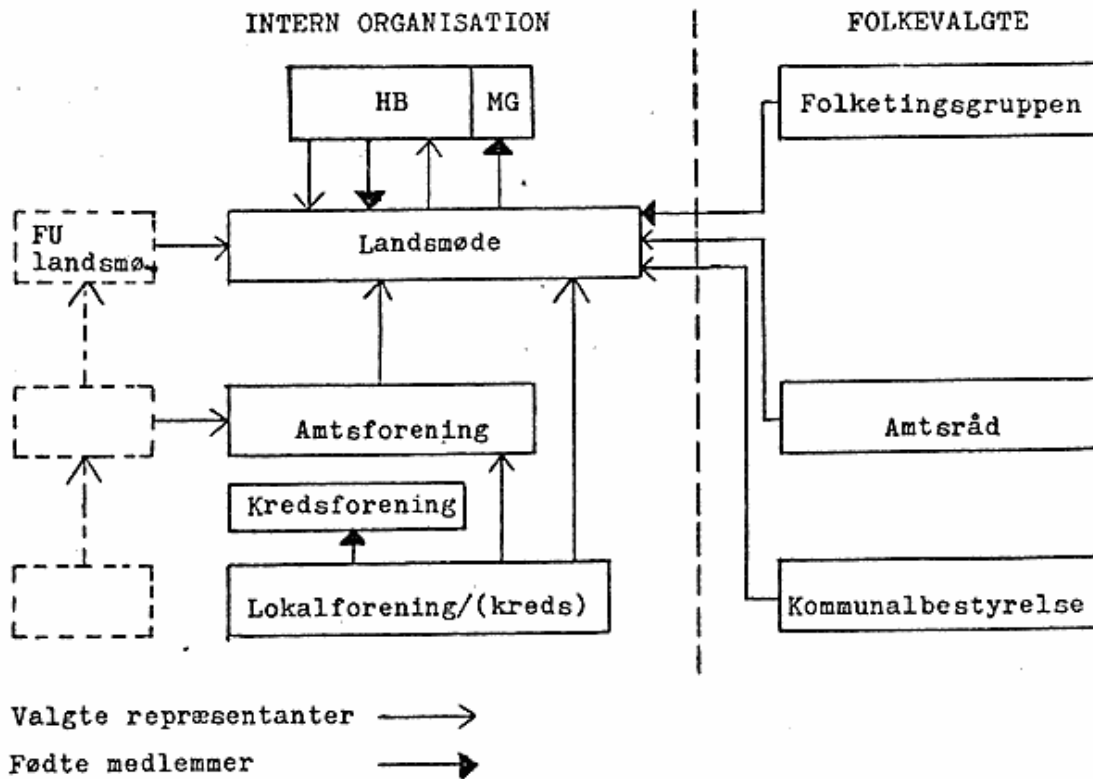 INTERN ORGANISATION
FOLKEVALGTE
HB
MG
Folketingsgruppen
FU
landsmø.
Landsmøde
Amtsforening
Amtsråd
Kredsforening
Lokalforening/(kreds)
Kommunalbestyrelse
Valgte repræsentanter
Fødte medlemmer